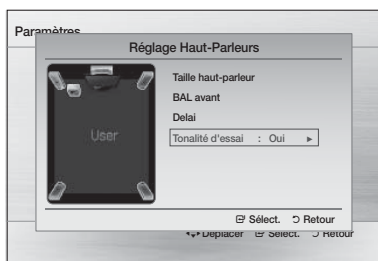 Paramètres
Réglage Haut-Parleurs
User
Taille haut-parleur
BAL avant
Delai
Tonalité d'essai : Oui ►
Sélect. Retour
Déplacer Sélect. Retour